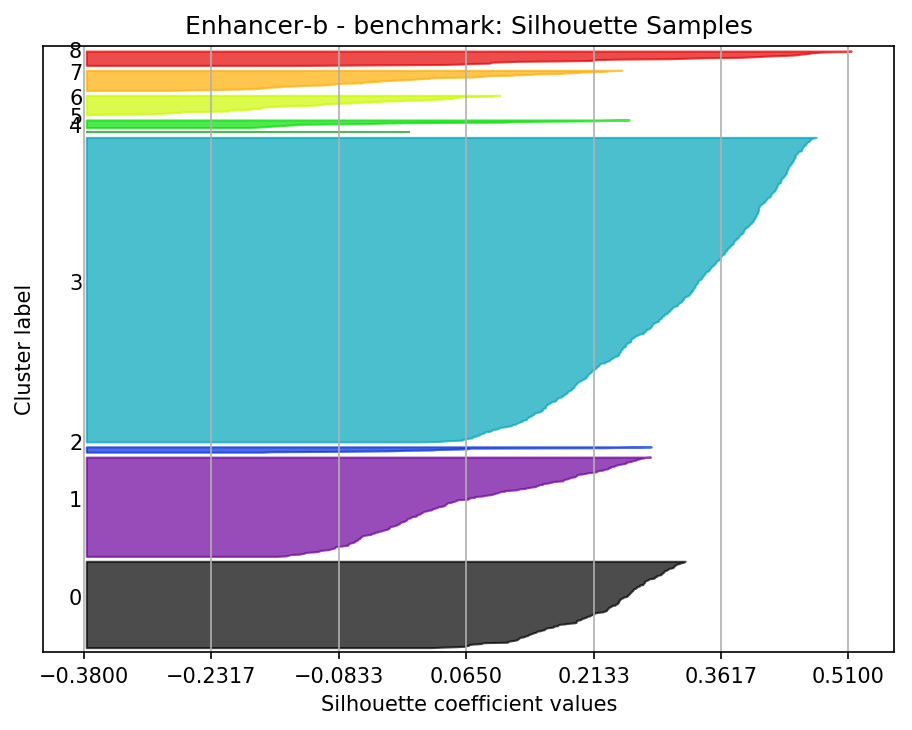 Enhancer-b - benchmark: Silhouette Samples
8
7
6
5
4
3
2
1
0
Cluster label
−0.3800 −0.2317 −0.0833 0.0650 0.2133 0.3617 0.5100
Silhouette coefficient values